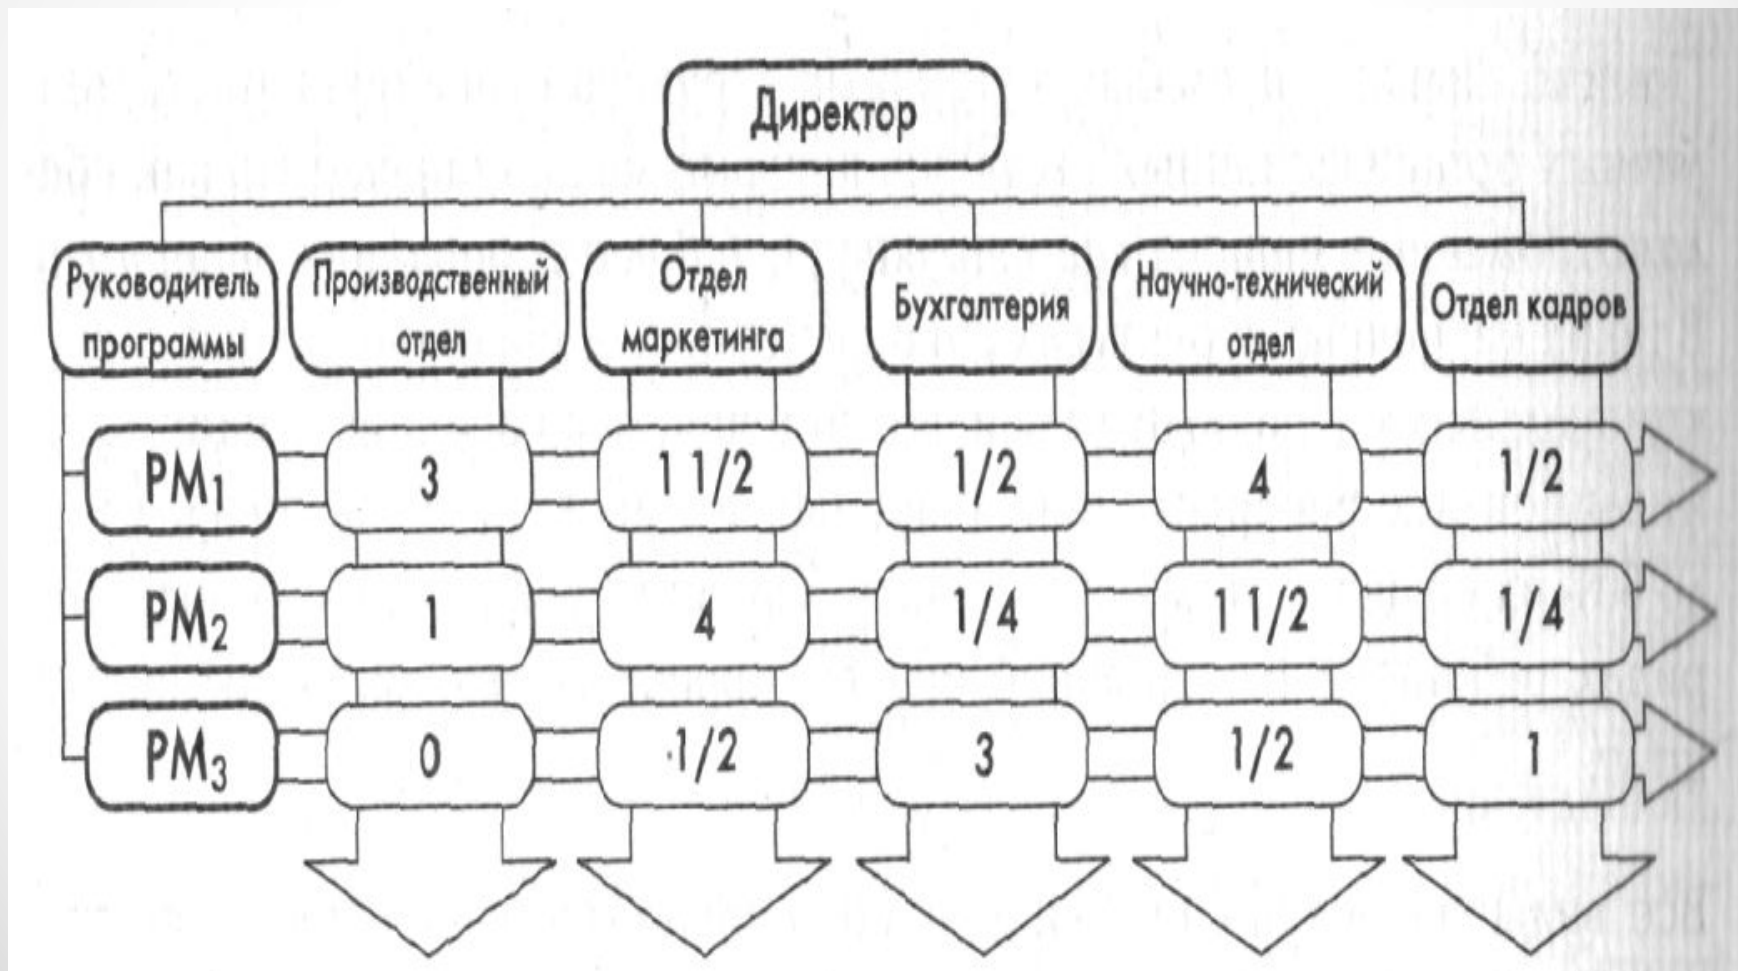 Директор
Руководитель
программы
Производственный
отдел
Отдел
маркетинга
Бухгалтерия
Научно-технический
отдел
Отдел кадров
PM1 3 1 1/2 1/2 4 1/2
PM2 1 4 1/4 1 1/2 1/4
PM3 0 1/2 3 1/2 1